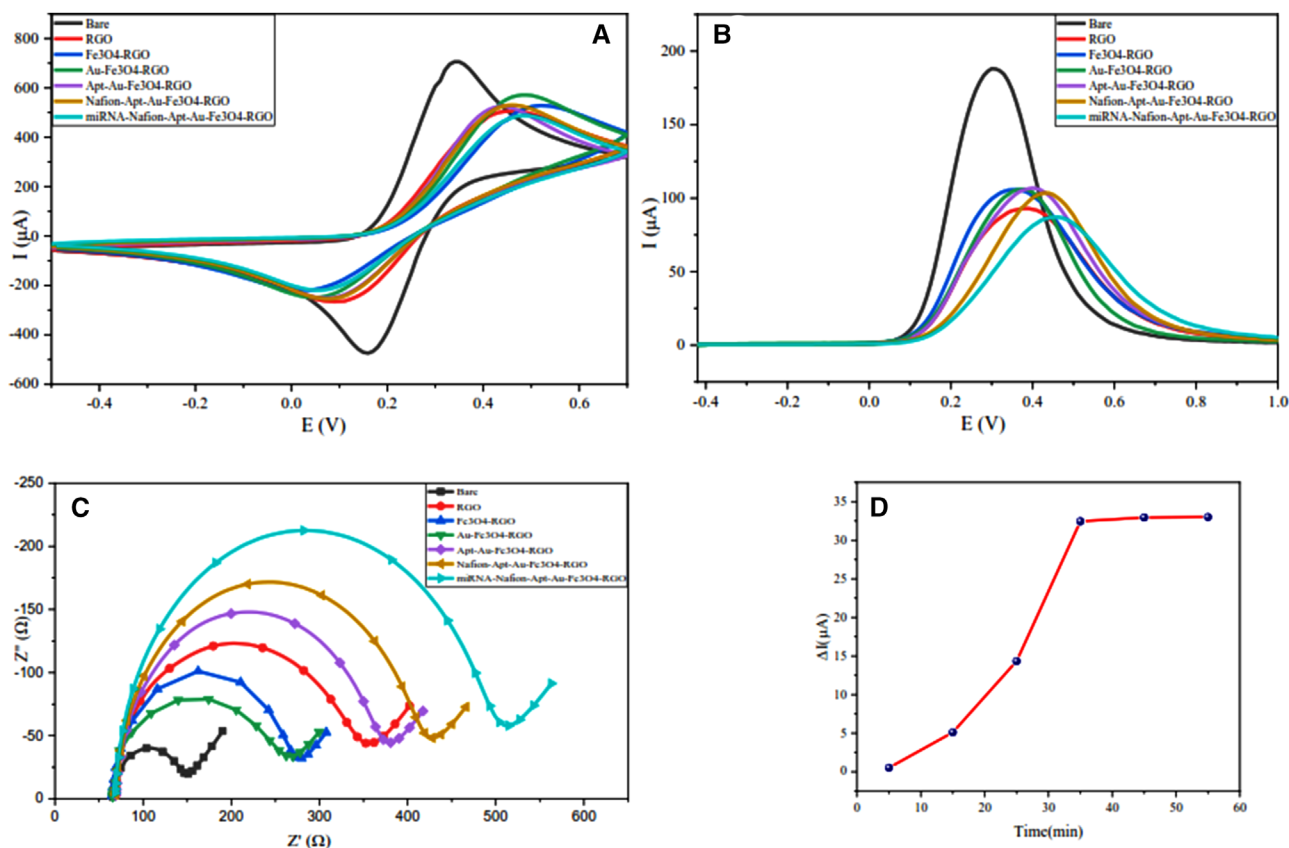 A
Bare
RGO
Fe3O4-RGO
Au-Fe3O4-RGO
Apt-Au-Fe3O4-RGO
Nafion-Apt-Au-Fe3O4-RGO
miRNA-Nafion-Apt-Au-Fe3O4-RGO
800
600
400
200
0
-200
-400
-600
I (µA)
-0.4 -0.2 0.0 0.2 0.4 0.6
E (V)
B
Bare
RGO
Fe3O4-RGO
Au-Fe3O4-RGO
Apt-Au-Fe3O4-RGO
Nafion-Apt-Au-Fe3O4-RGO
miRNA-Nafion-Apt-Au-Fe3O4-RGO
200
150
100
50
0
I (µA)
-0.4 -0.2 0.0 0.2 0.4 0.6 0.8 1.0
E (V)
C
Bare
RGO
Fe3O4-RGO
Au-Fe3O4-RGO
Apt-Au-Fe3O4-RGO
Nafion-Apt-Au-Fe3O4-RGO
miRNA-Nafion-Apt-Au-Fe3O4-RGO
-250
-200
-150
-100
-50
0
Z" (Ω)
0 100 200 300 400 500 600
Z' (Ω)
D
35
30
25
20
15
10
5
0
ΔI(µA)
0 10 20 30 40 50 60
Time(min)